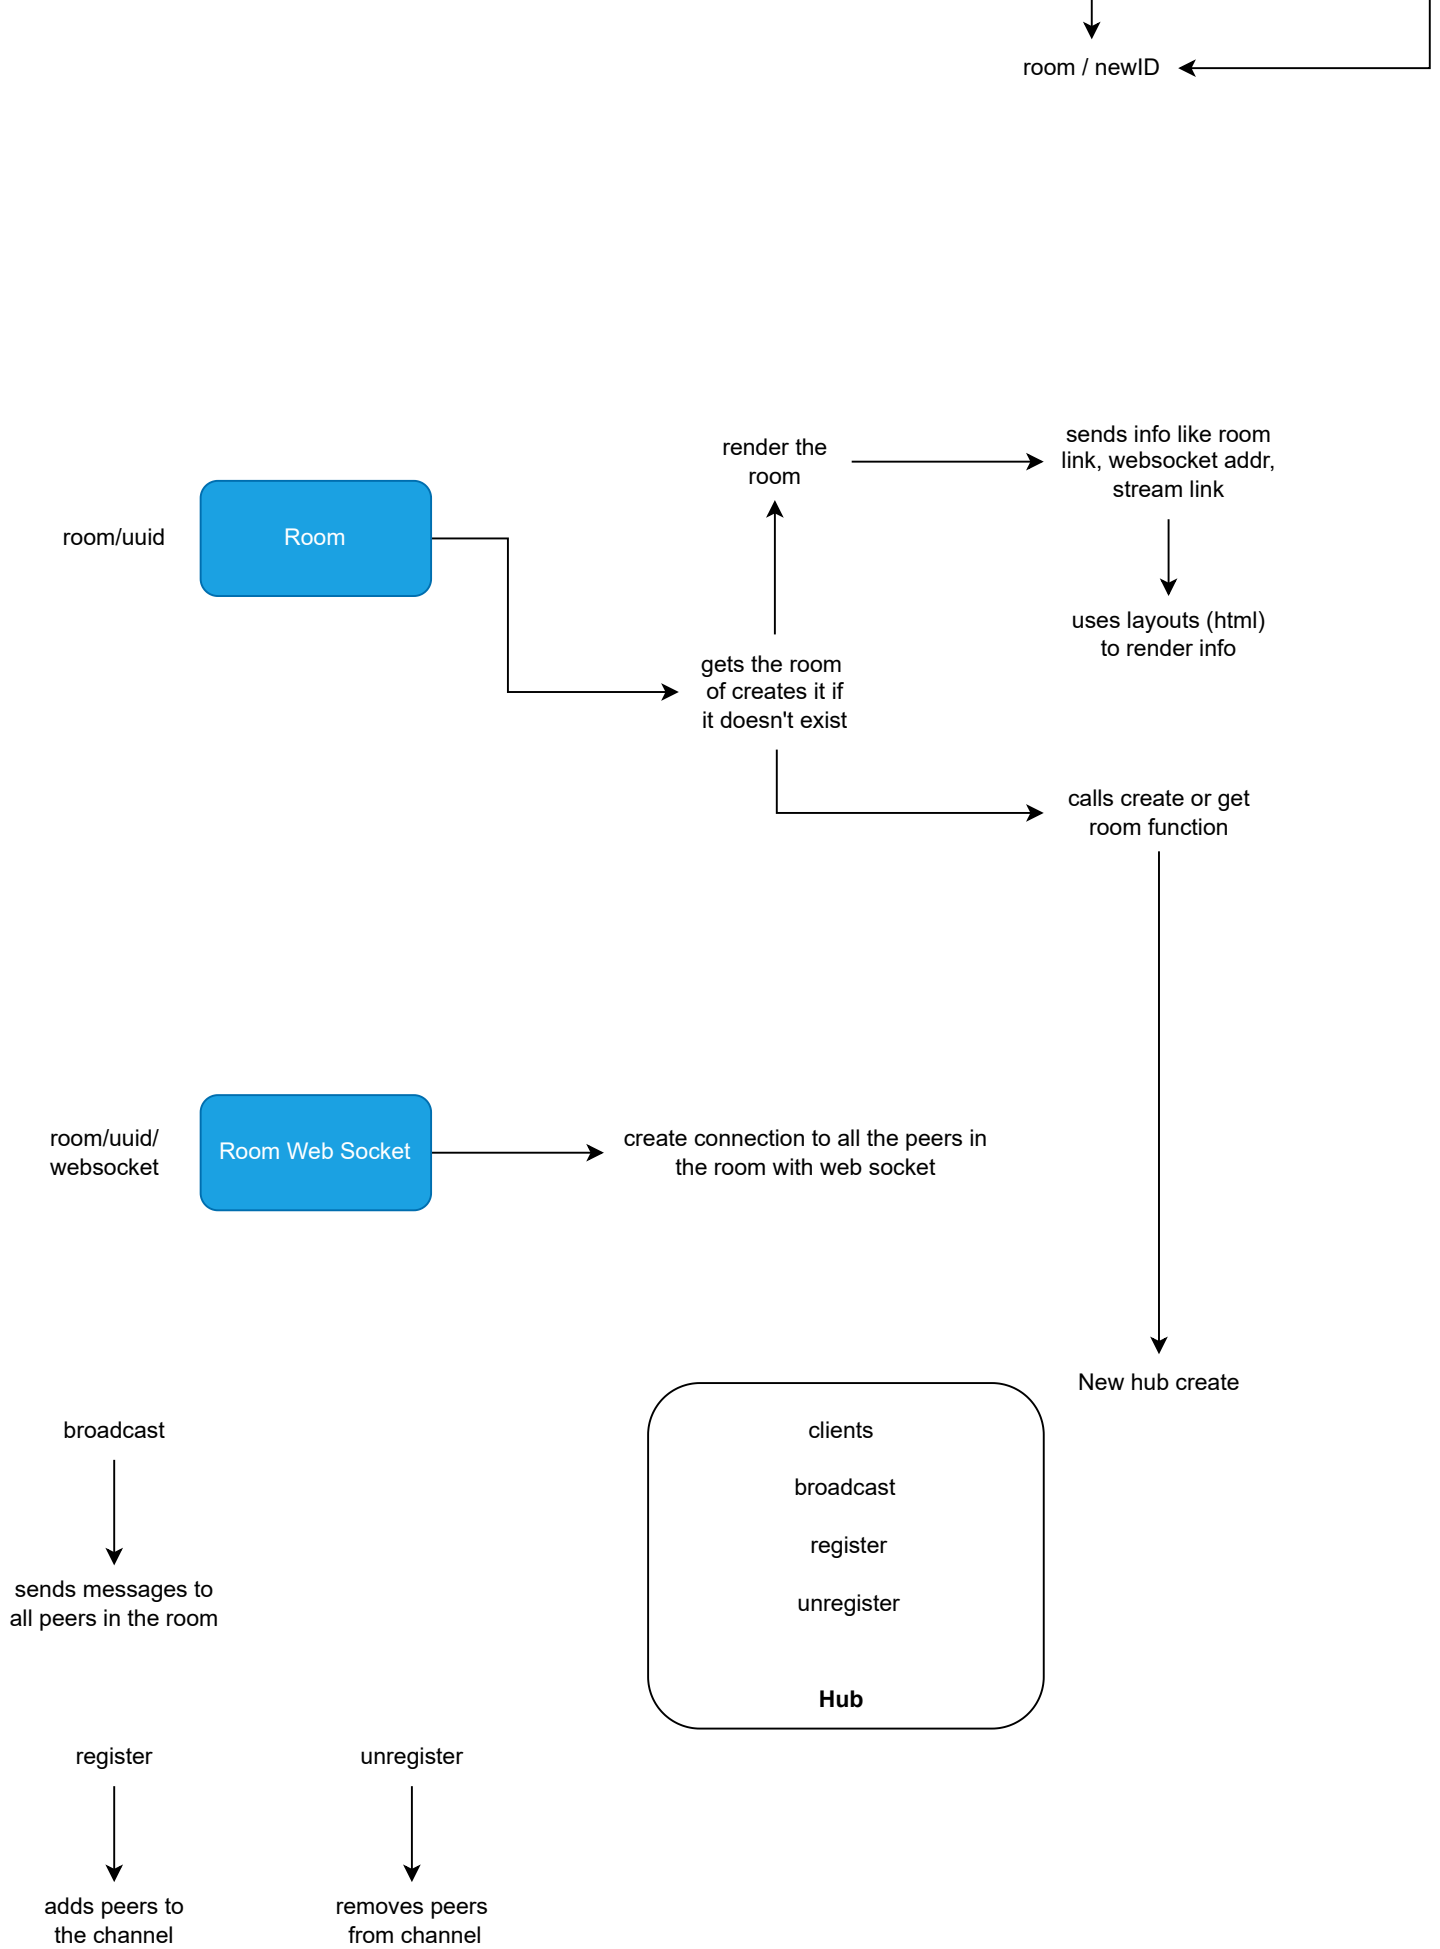 room / newID
render the
room
sends info like room
link, websocket addr,
stream link
room/uuid
Room
uses layouts (html)
to render info
gets the room
of creates it if
it doesn't exist
calls create or get
room function
room/uuid/
websocket
Room Web Socket
create connection to all the peers in
the room with web socket
New hub create
broadcast
sends messages to
all peers in the room
clients
broadcast
register
unregister
Hub
register
adds peers to
the channel
unregister
removes peers
from channel